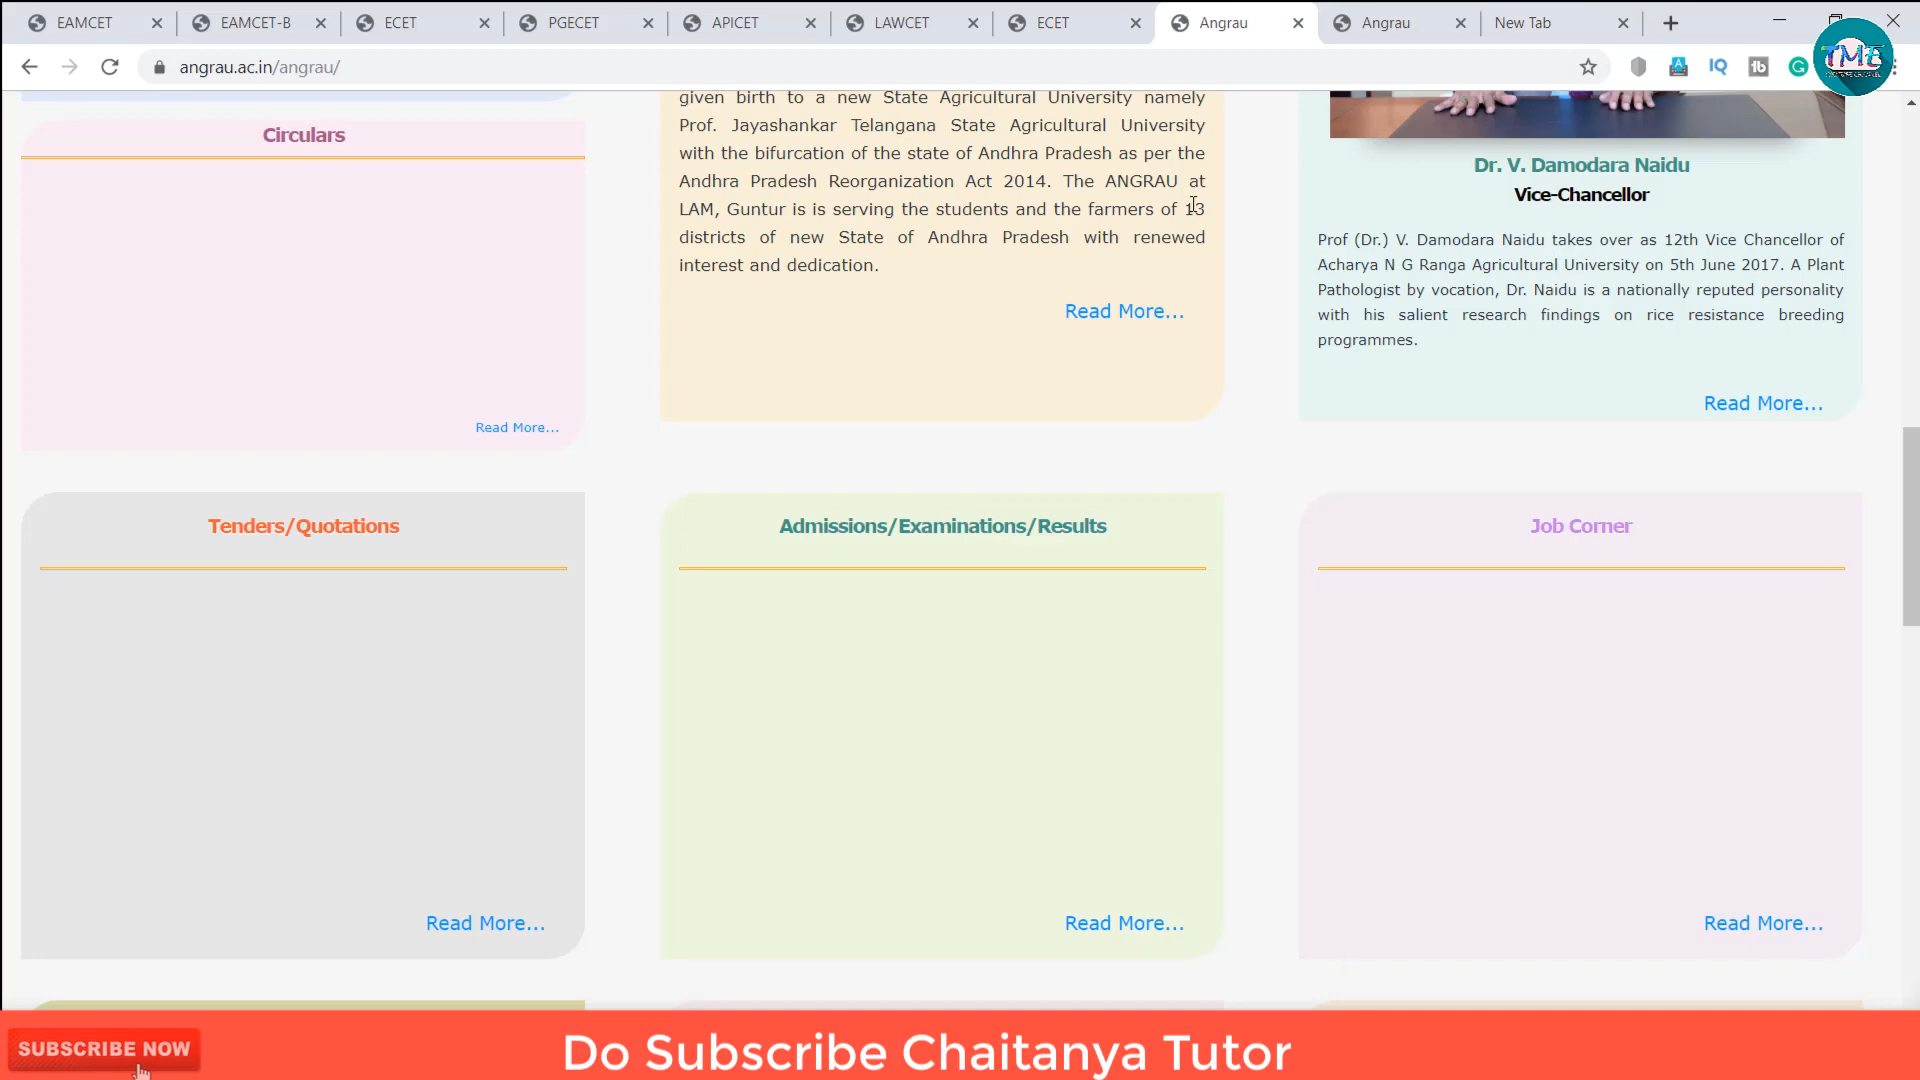 EAMCET
EAMCET-B
ECET
PGECET
APICET
LAWCET
ECET
Angrau
Angrau
New Tab
angrau.ac.in/angrau/
IQ
tb
G
TME
Circulars
Read More...
given birth to a new State Agricultural University namely
Prof. Jayashankar Telangana State Agricultural University
with the bifurcation of the state of Andhra Pradesh as per the
Andhra Pradesh Reorganization Act 2014. The ANGRAU at
LAM, Guntur is is serving the students and the farmers of 13
districts of new State of Andhra Pradesh with renewed
interest and dedication.
Read More...
Dr. V. Damodara Naidu
Vice-Chancellor
Prof (Dr.) V. Damodara Naidu takes over as 12th Vice Chancellor of
Acharya N G Ranga Agricultural University on 5th June 2017. A Plant
Pathologist by vocation, Dr. Naidu is a nationally reputed personality
with his salient research findings on rice resistance breeding
programmes.
Read More...
Tenders/Quotations
Read More...
Admissions/Examinations/Results
Read More...
Job Corner
Read More...
SUBSCRIBE NOW
Do Subscribe Chaitanya Tutor